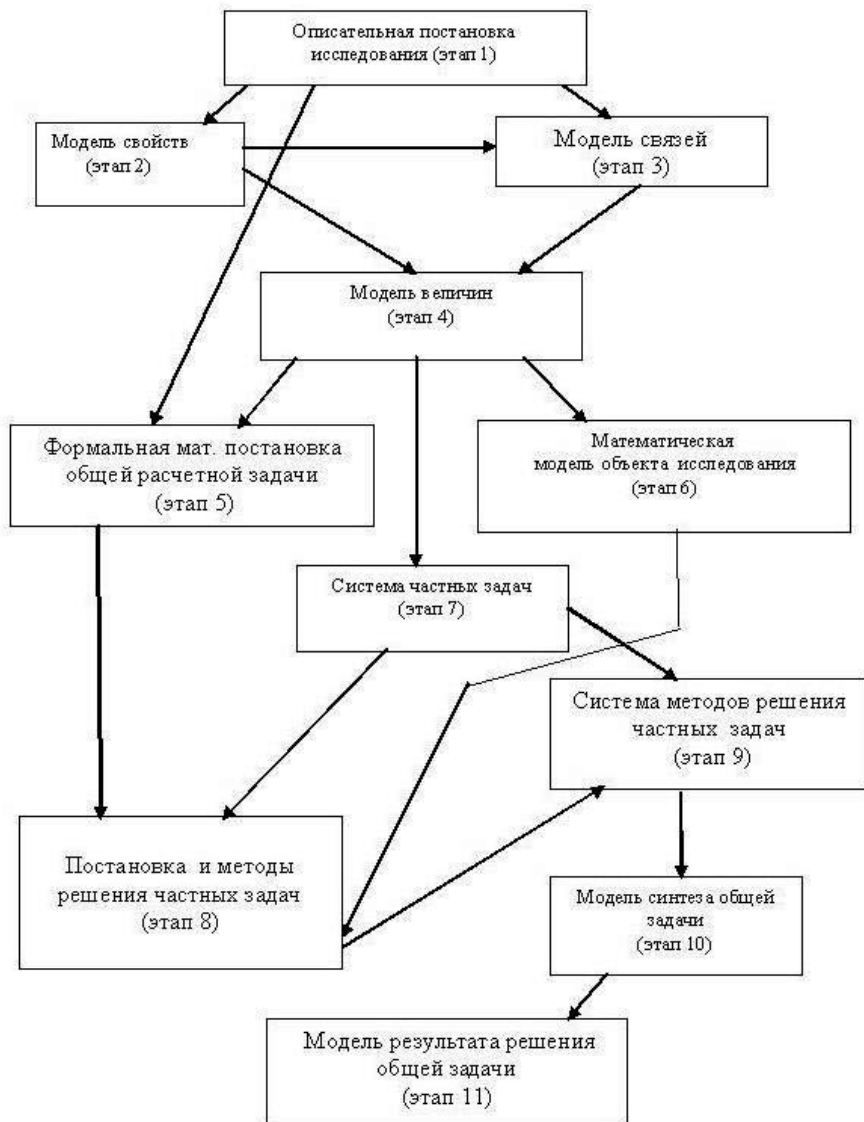 Описательная постановка
исследования (этап 1)
Модель свойств
(этап 2)
Модель связей
(этап 3)
Модель величин
(этап 4)
Формальная мат. постановка
общей расчетной задачи
(этап 5)
Математическая
модель объекта исследования
(этап 6)
Система частных задач
(этап 7)
Система методов решения
частных задач
(этап 9)
Постановка и методы
решения частных задач
(этап 8)
Модель синтеза общей
задачи
(этап 10)
Модель результата решения
общей задачи
(этап 11)